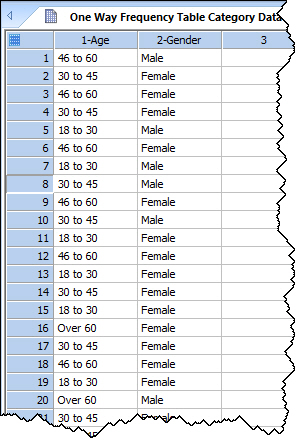 One Way Frequency Table Category Data
1-Age 2-Gender 3
1 46 to 60 Male
2 30 to 45 Female
3 46 to 60 Female
4 30 to 45 Female
5 18 to 30 Male
6 46 to 60 Female
7 18 to 30 Male
8 30 to 45 Male
9 46 to 60 Female
10 30 to 45 Male
11 18 to 30 Female
12 46 to 60 Female
13 18 to 30 Female
14 30 to 45 Female
15 18 to 30 Female
16 Over 60 Female
17 30 to 45 Female
18 46 to 60 Female
19 18 to 30 Female
20 Over 60 Male
30 to 45